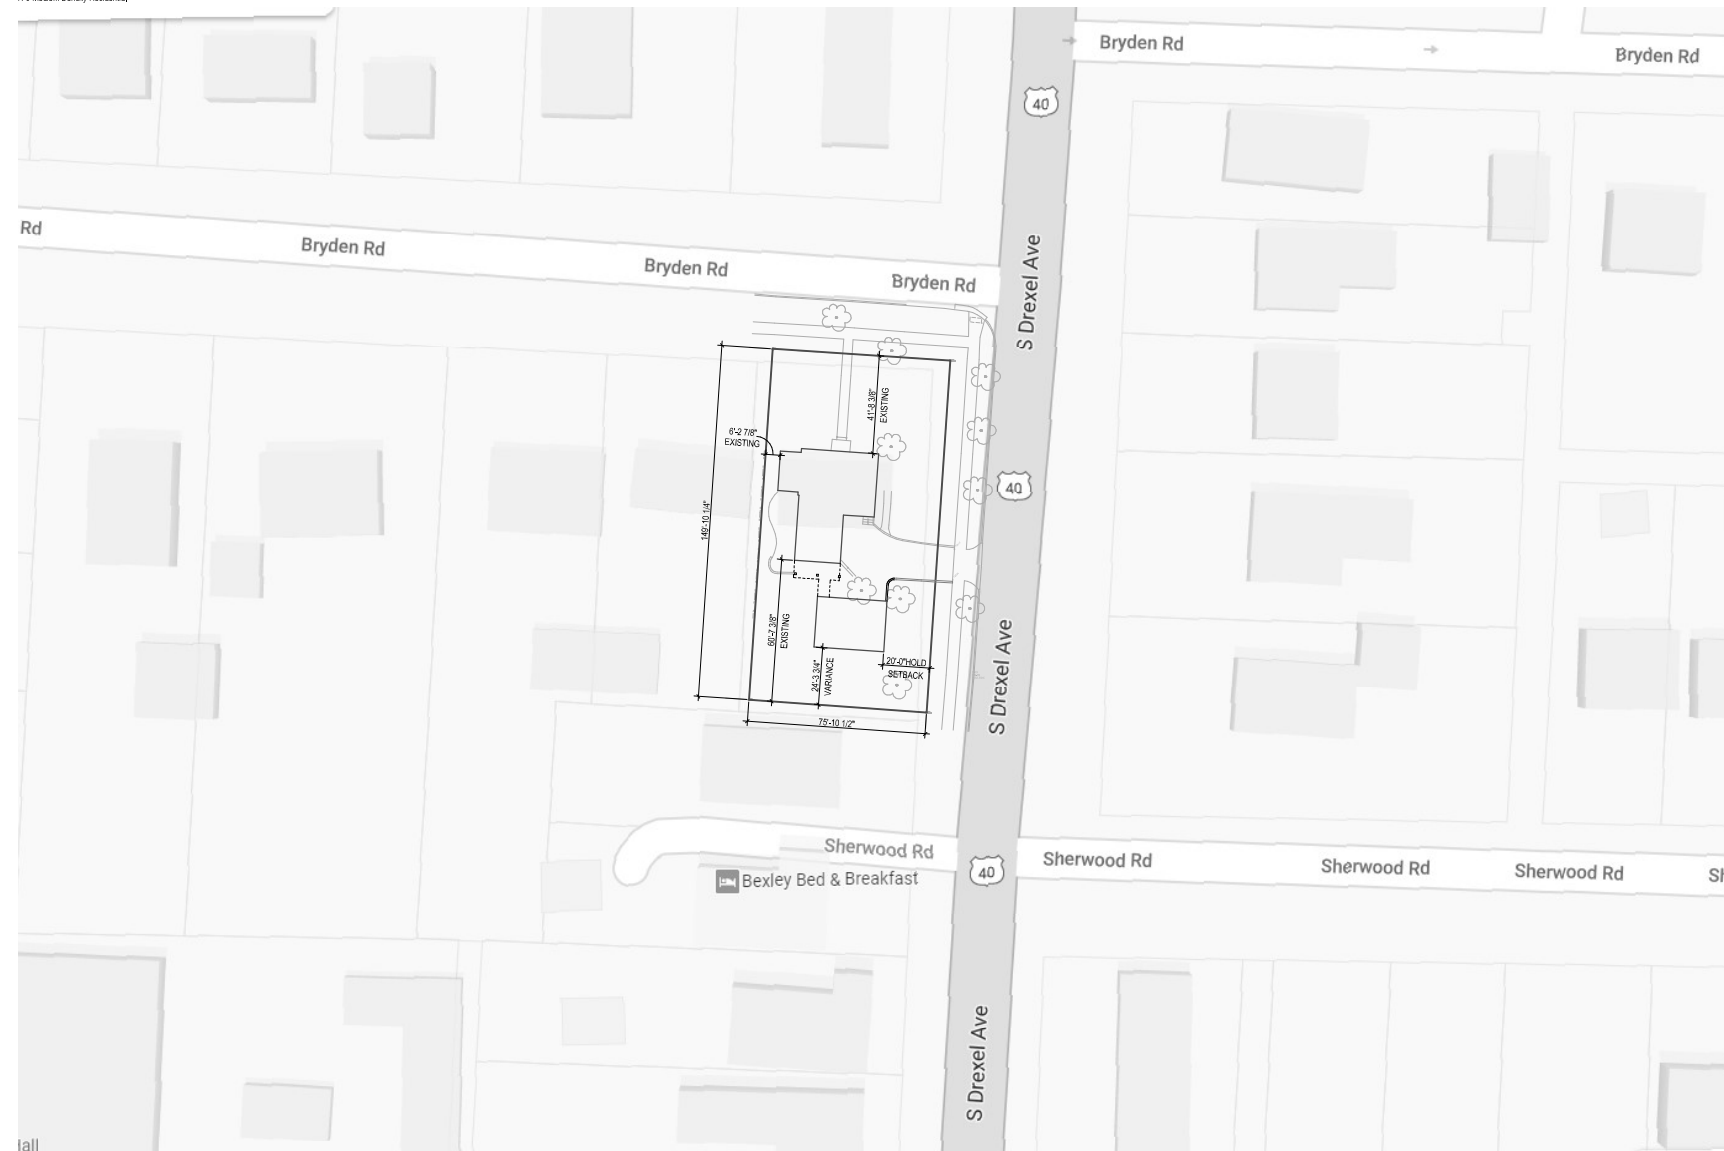 Bryden Rd
Bryden Rd
40
Rd
Bryden Rd
Bryden Rd
Bryden Rd
S Drexel Ave
41'-8 3/8"
EXISTING
6'-2 7/8"
EXISTING
149'-10 1/4"
40
60'-7 3/8"
EXISTING
24'-3 3/4"
VARIANCE
20'-0" HOLD
SETBACK
75'-10 1/2"
S Drexel Ave
Sherwood Rd
Sherwood Rd
Sherwood Rd
Sherwood Rd
Sh
40
Bexley Bed & Breakfast
S Drexel Ave